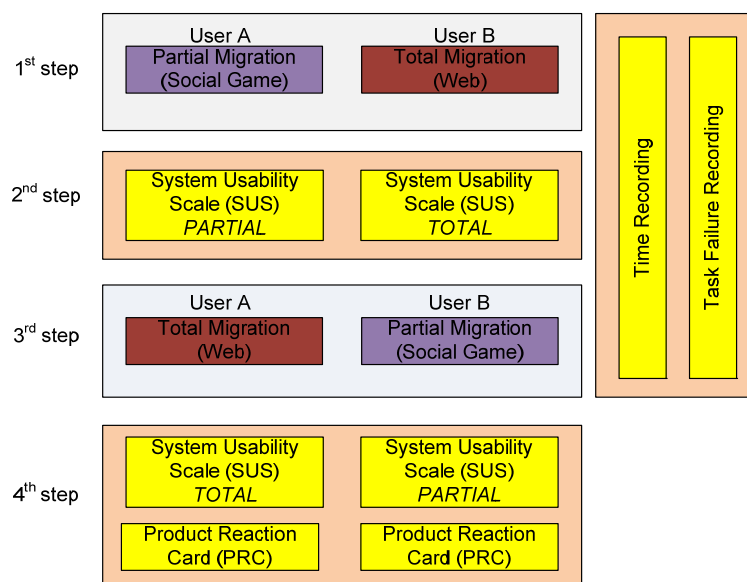 User A
User B
1st step
Partial Migration
(Social Game)
Total Migration
(Web)
2nd step
System Usability
Scale (SUS)
PARTIAL
System Usability
Scale (SUS)
TOTAL
3rd step
User A
User B
Total Migration
(Web)
Partial Migration
(Social Game)
4th step
System Usability
Scale (SUS)
TOTAL
System Usability
Scale (SUS)
PARTIAL
Product Reaction
Card (PRC)
Product Reaction
Card (PRC)
Time Recording
Task Failure Recording